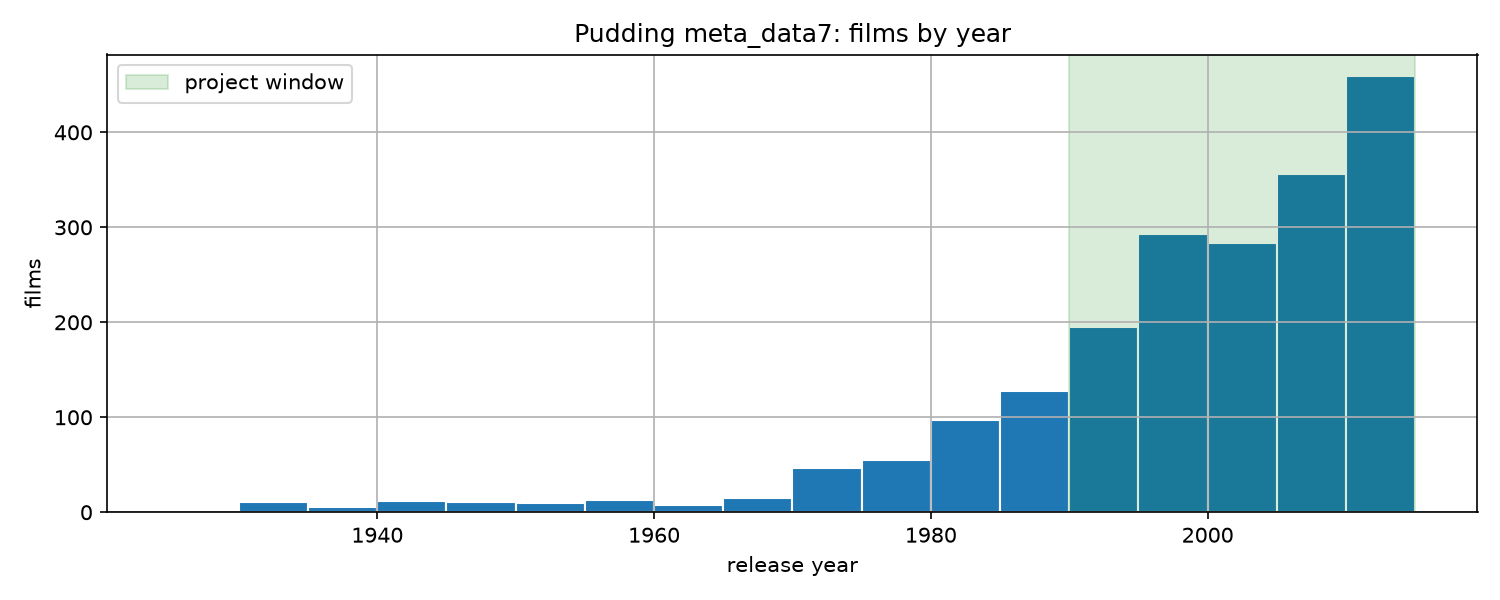 Pudding meta_data7: films by year
project window
films
400
300
200
100
0
1940 1960 1980 2000
release year